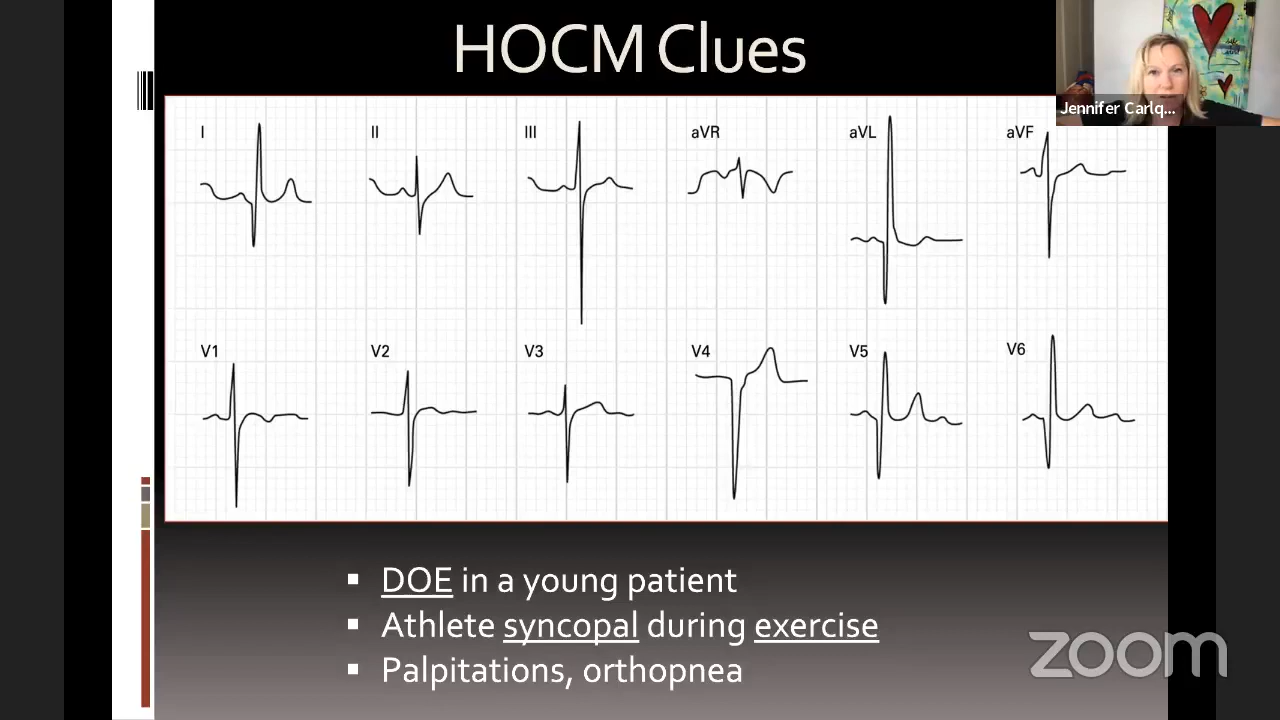 HOCM Clues
Jennifer Carlq...
I II III aVR aVL aVF
V1 V2 V3 V4 V5 V6
▪ DOE in a young patient
▪ Athlete syncopal during exercise
▪ Palpitations, orthopnea
zoom